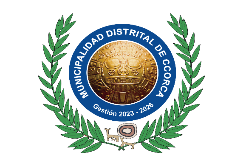 MUNICIPALIDAD DISTRITAL DE CCORCA
Gestión 2023 - 2026